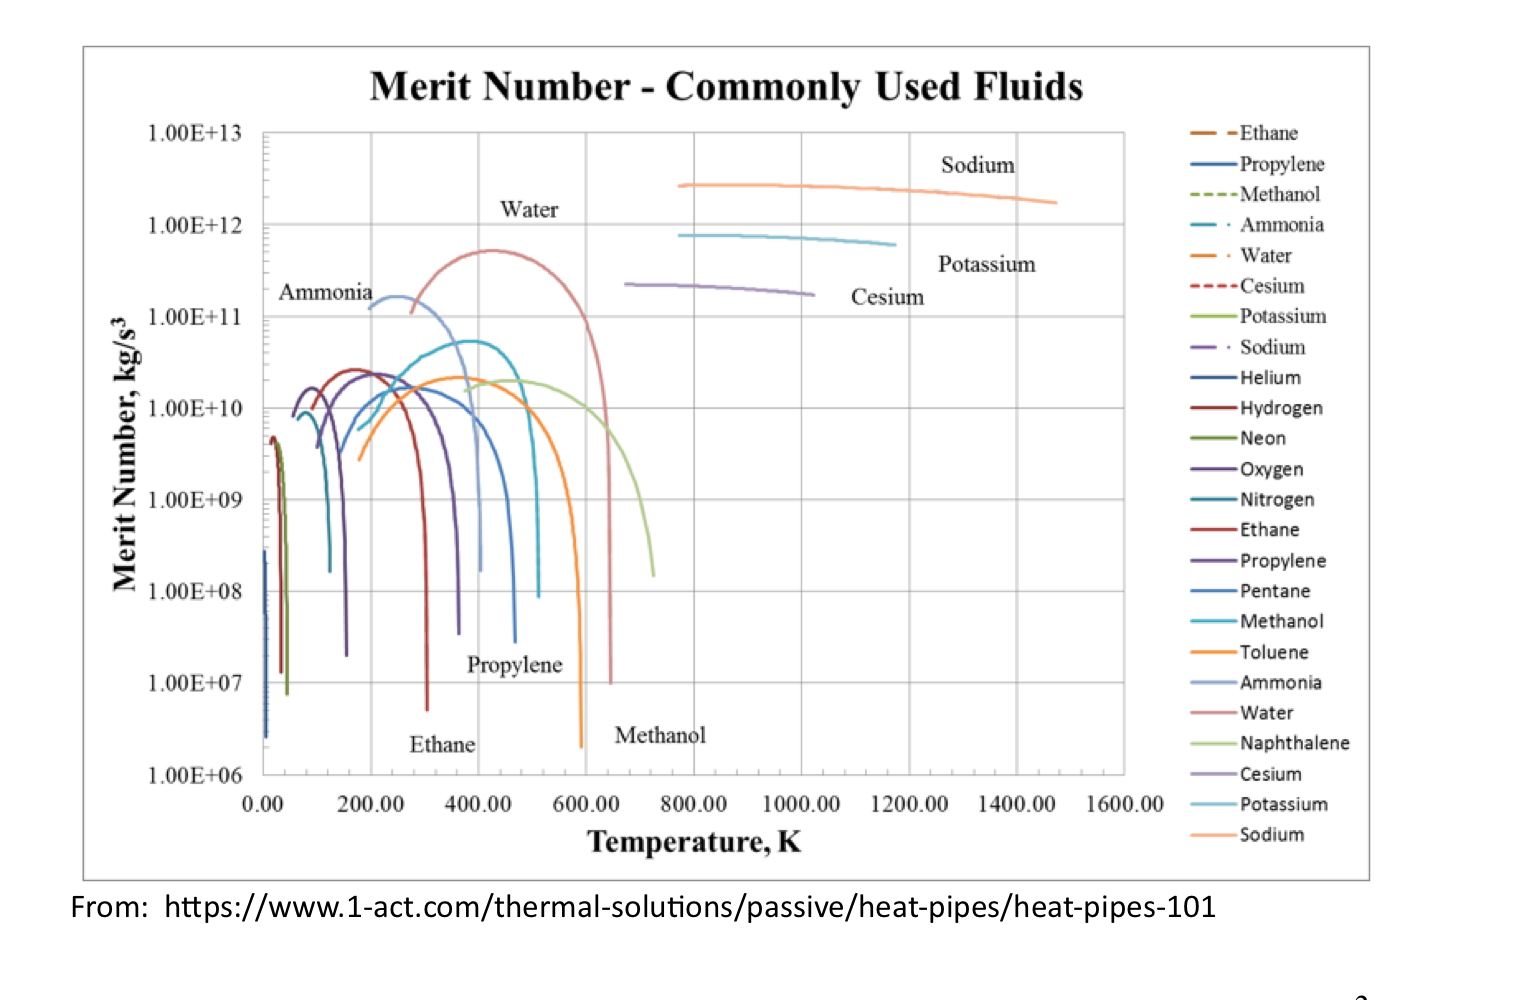 Merit Number - Commonly Used Fluids
Merit Number, kg/s³
1.00E+13
1.00E+12
1.00E+11
1.00E+10
1.00E+09
1.00E+08
1.00E+07
1.00E+06
Sodium
Water
Potassium
Ammonia
Cesium
Propylene
Methanol
Ethane
0.00 200.00 400.00 600.00 800.00 1000.00 1200.00 1400.00 1600.00
Temperature, K
Ethane
Propylene
Methanol
Ammonia
Water
Cesium
Potassium
Sodium
Helium
Hydrogen
Neon
Oxygen
Nitrogen
Ethane
Propylene
Pentane
Methanol
Toluene
Ammonia
Water
Naphthalene
Cesium
Potassium
Sodium
From: https://www.1-act.com/thermal-solutions/passive/heat-pipes/heat-pipes-101